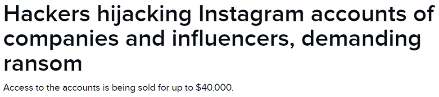 Hackers hijacking Instagram accounts of
companies and influencers, demanding
ransom
Access to the accounts is being sold for up to $40,000.